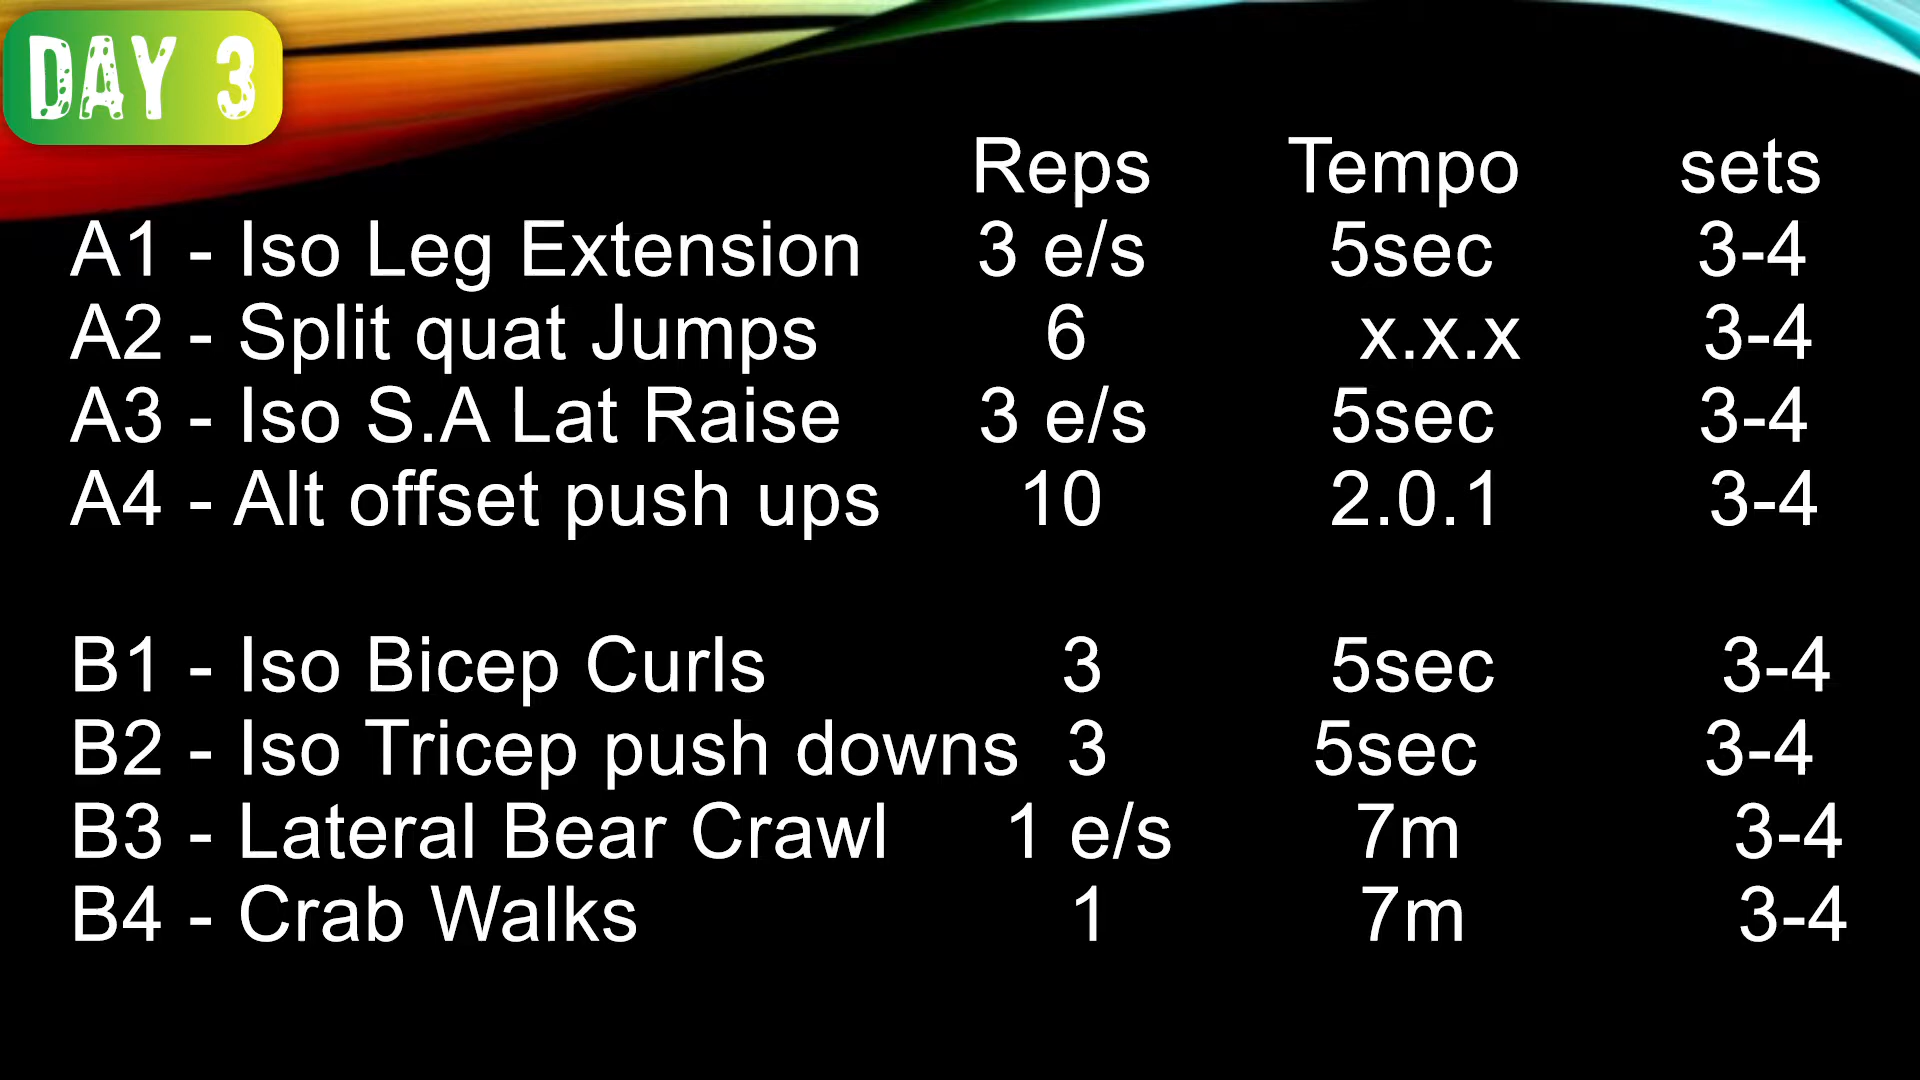 DAY 3
Reps Tempo sets
A1 - Iso Leg Extension 3 e/s 5sec 3-4
A2 - Split quat Jumps 6 x.x.x 3-4
A3 - Iso S.A Lat Raise 3 e/s 5sec 3-4
A4 - Alt offset push ups 10 2.0.1 3-4
B1 - Iso Bicep Curls 3 5sec 3-4
B2 - Iso Tricep push downs 3 5sec 3-4
B3 - Lateral Bear Crawl 1 e/s 7m 3-4
B4 - Crab Walks 1 7m 3-4